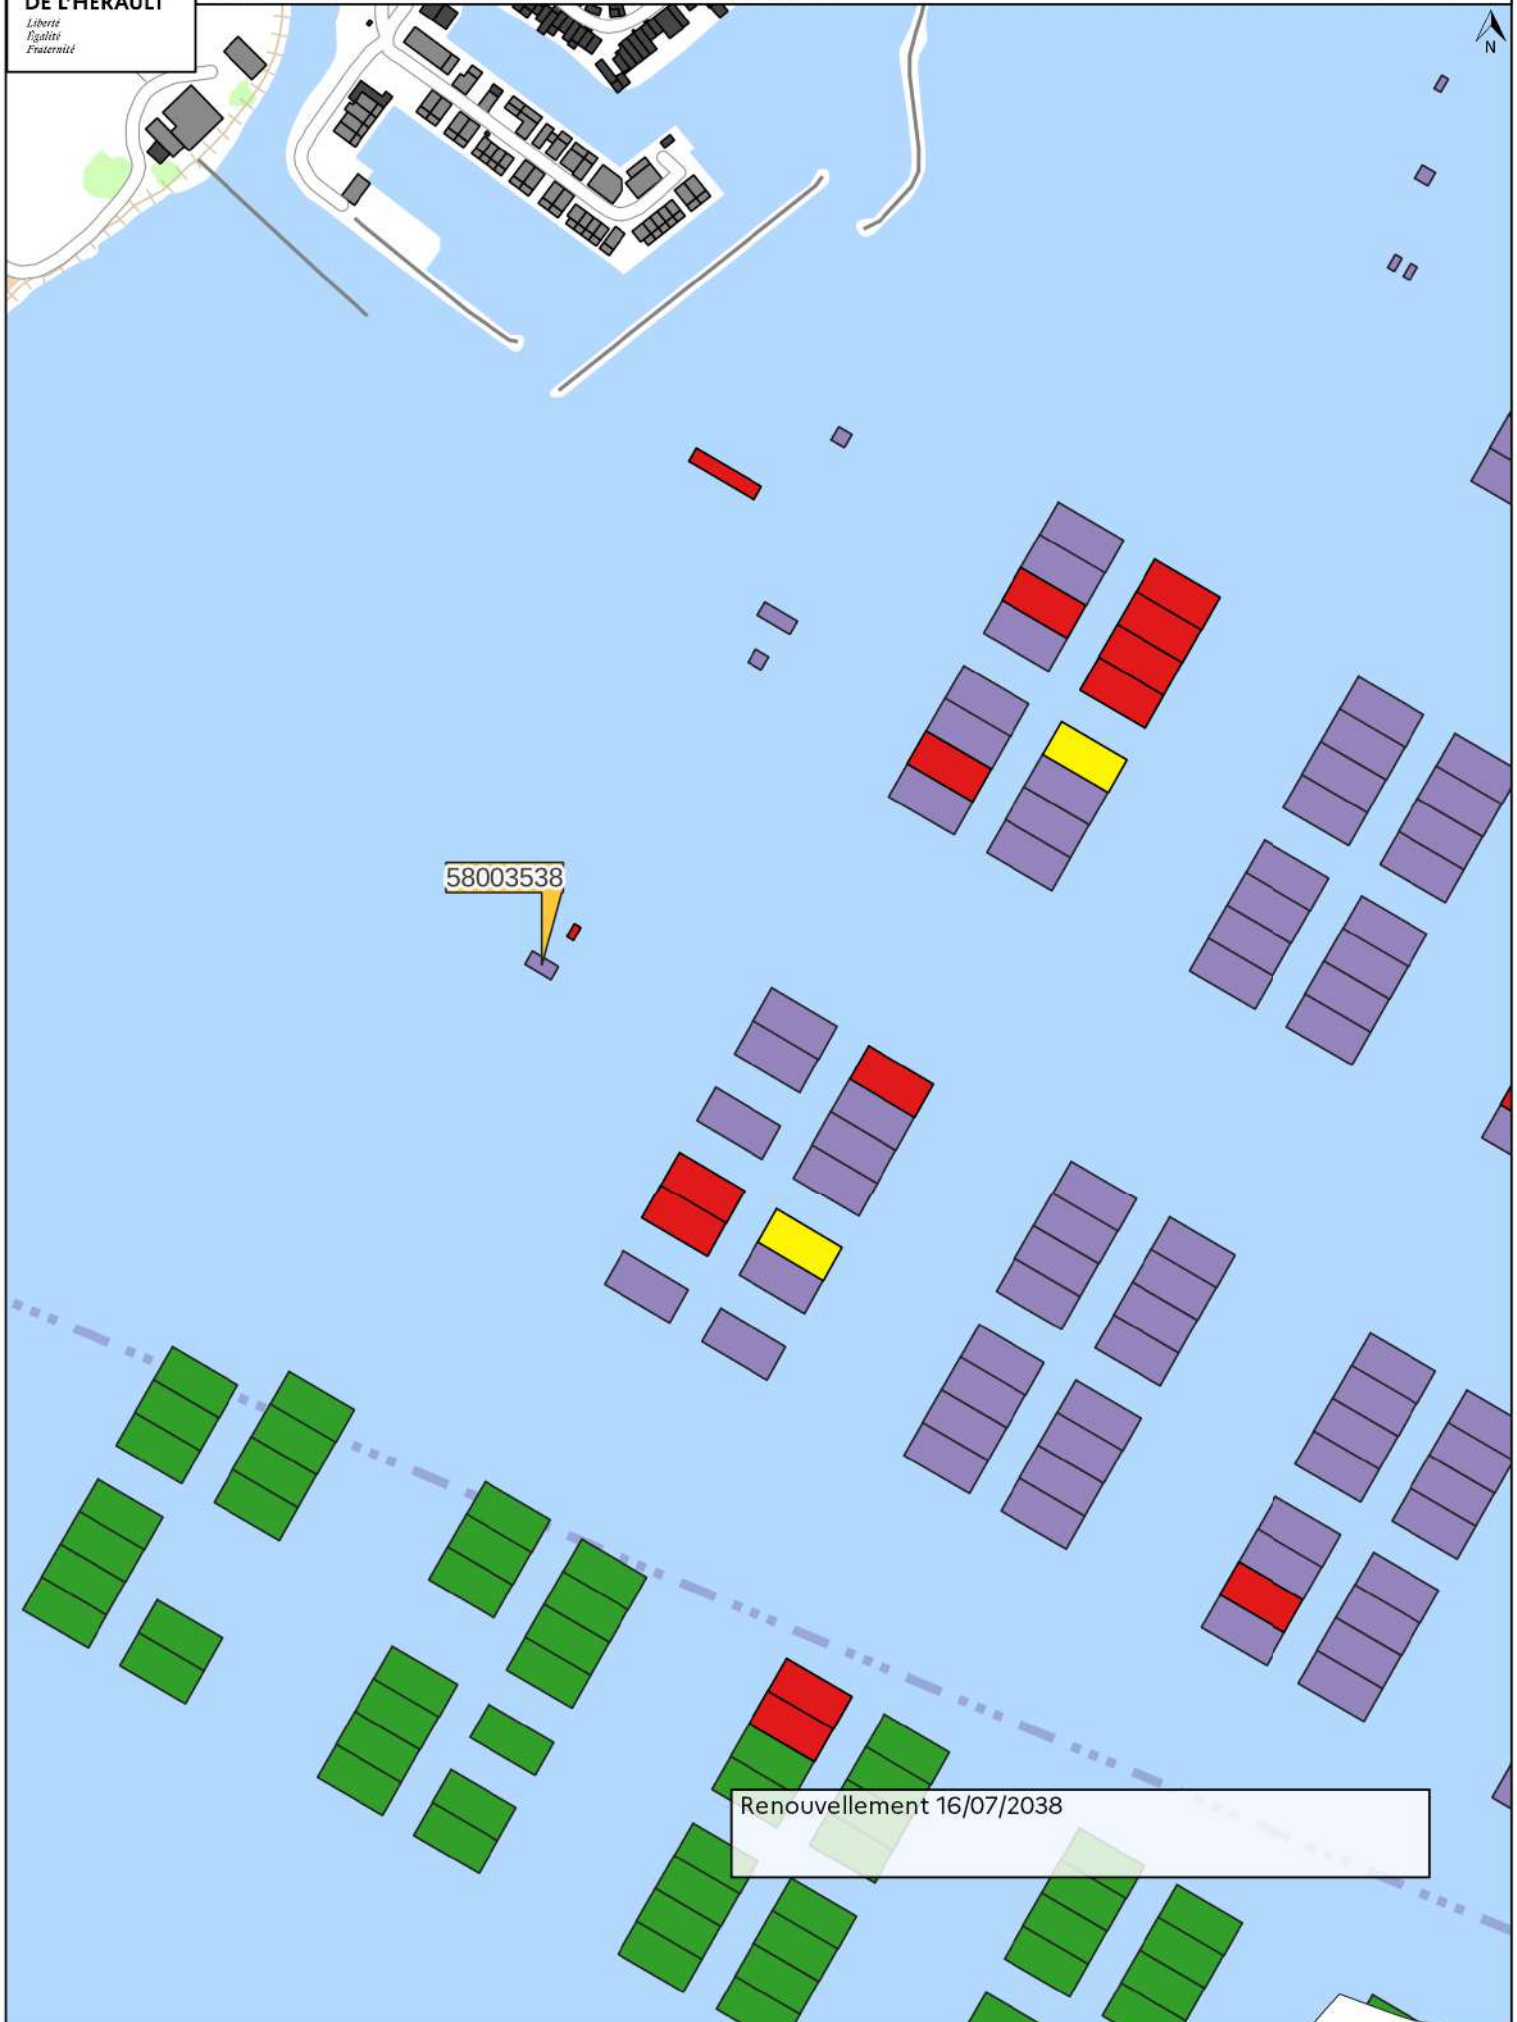 DE L'HÉRAULT
Liberté
Égalité
Fraternité
N
58003538
Renouvellement 16/07/2038